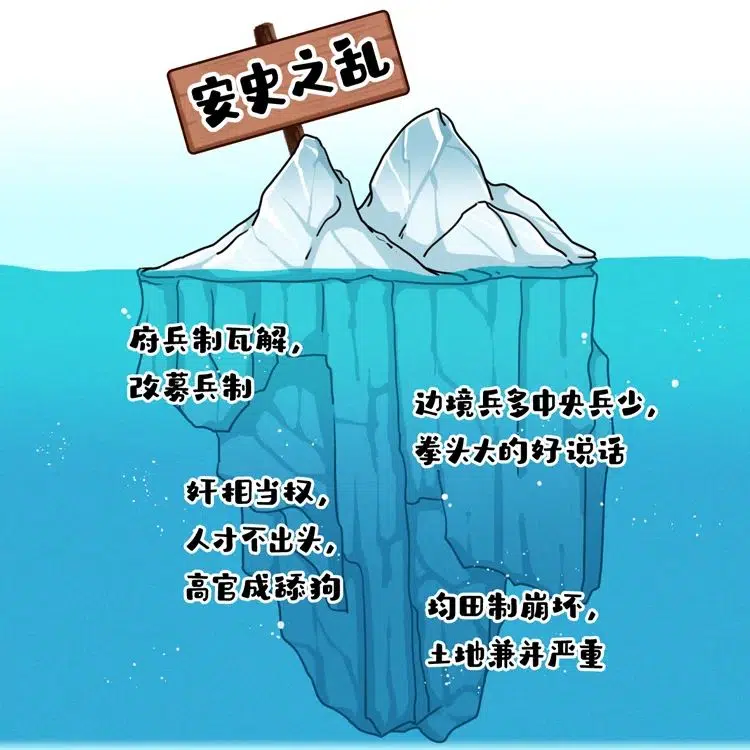 安史之乱
府兵制瓦解,
改募兵制
边境兵多中央兵少,
拳头大的好说话
奸相当权,
人才不出头,
高官成舔狗
均田制崩坏,
土地兼并严重